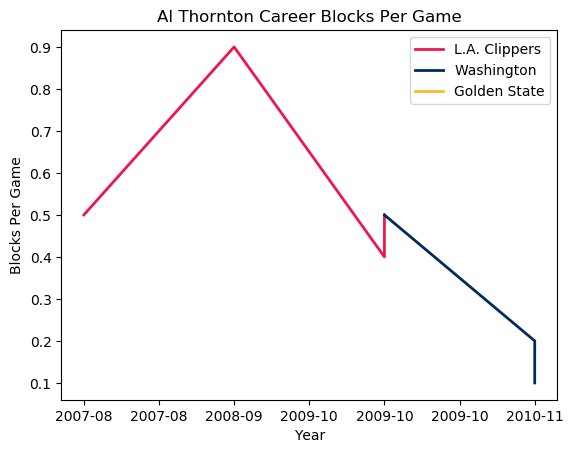 Al Thornton Career Blocks Per Game
L.A. Clippers
Washington
Golden State
Blocks Per Game
0.9
0.8
0.7
0.6
0.5
0.4
0.3
0.2
0.1
2007-08 2007-08 2008-09 2009-10 2009-10 2009-10 2010-11
Year